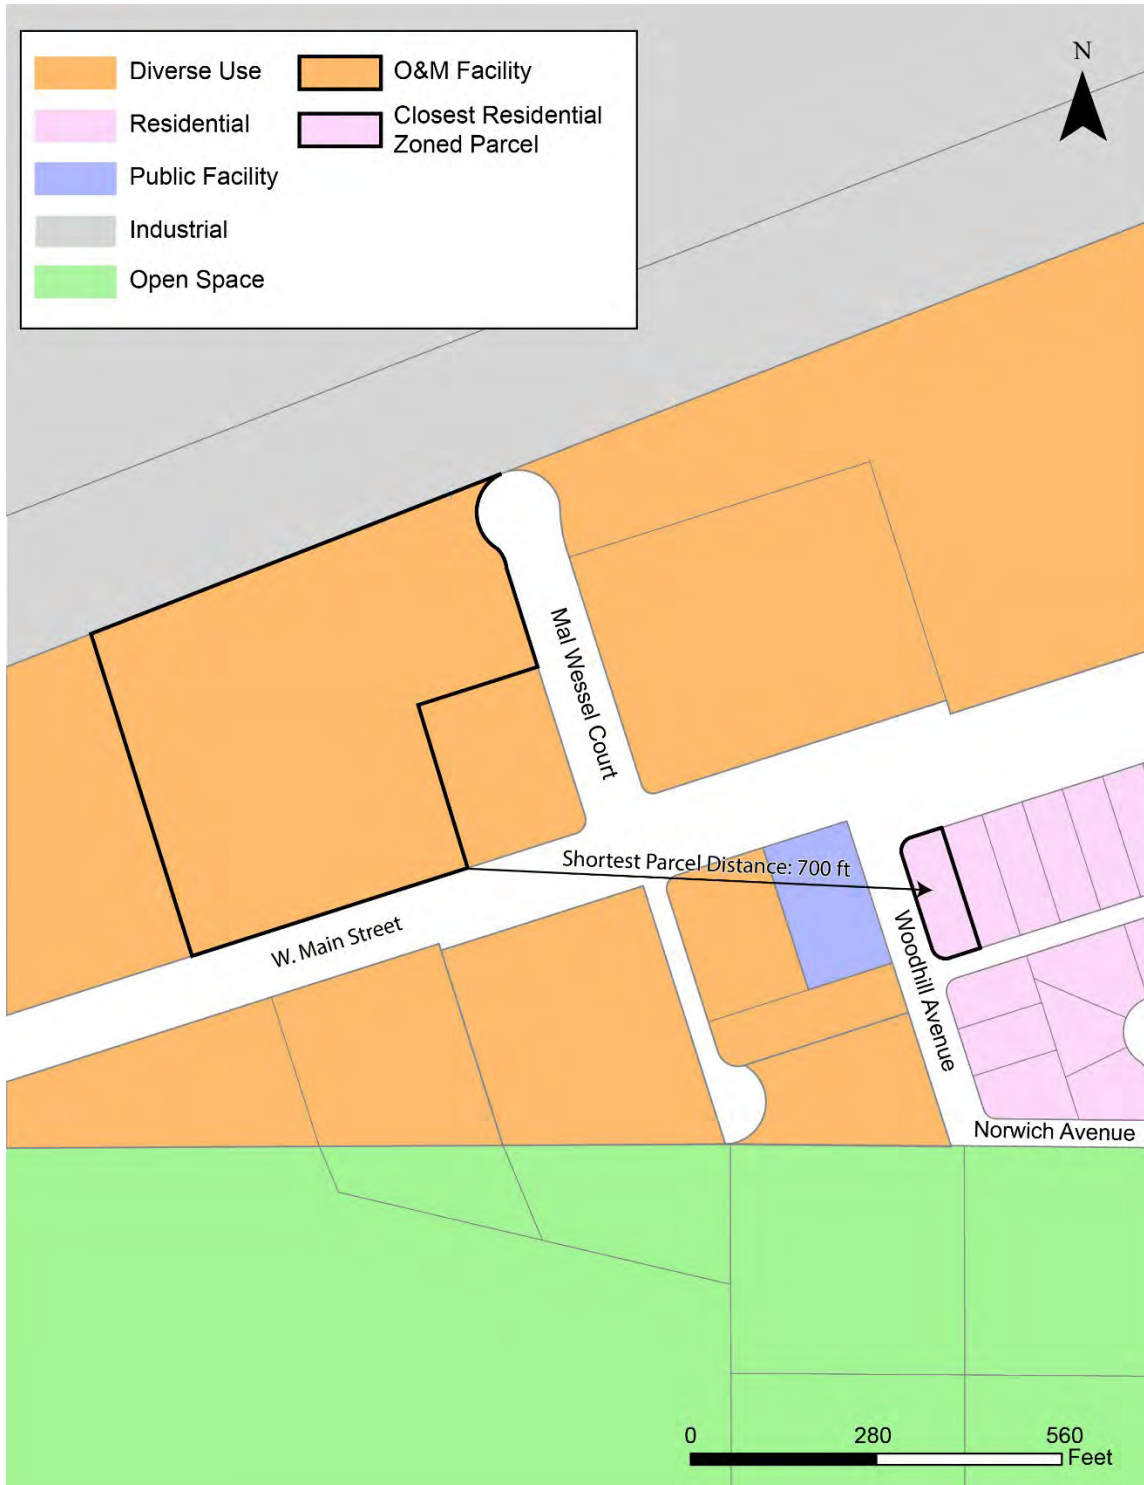 Diverse Use
Residential
Public Facility
Industrial
Open Space
O&M Facility
Closest Residential
Zoned Parcel
N
Mal Wessel Court
Shortest Parcel Distance: 700 ft
W. Main Street
Woodhill Avenue
Norwich Avenue
0 280 560
Feet